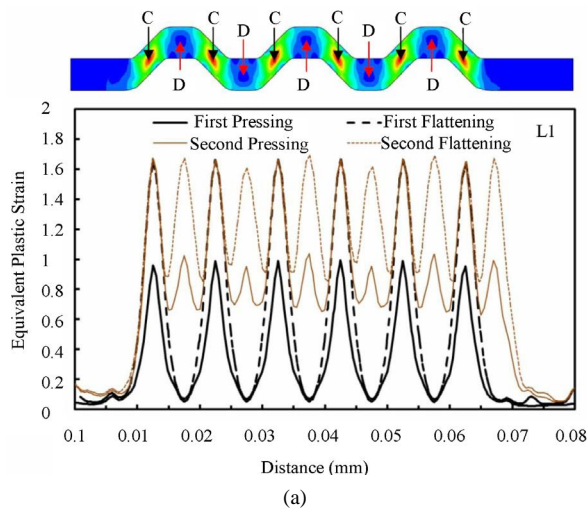 C C D C C D C C
D D D
2
First Pressing First Flattening L1
1.8
Second Pressing Second Flattening
1.6
1.4
1.2
1
0.8
0.6
0.4
0.2
0
Equivalent Plastic Strain
0.1 0.01 0.02 0.03 0.04 0.05 0.06 0.07 0.08
Distance (mm)
(a)